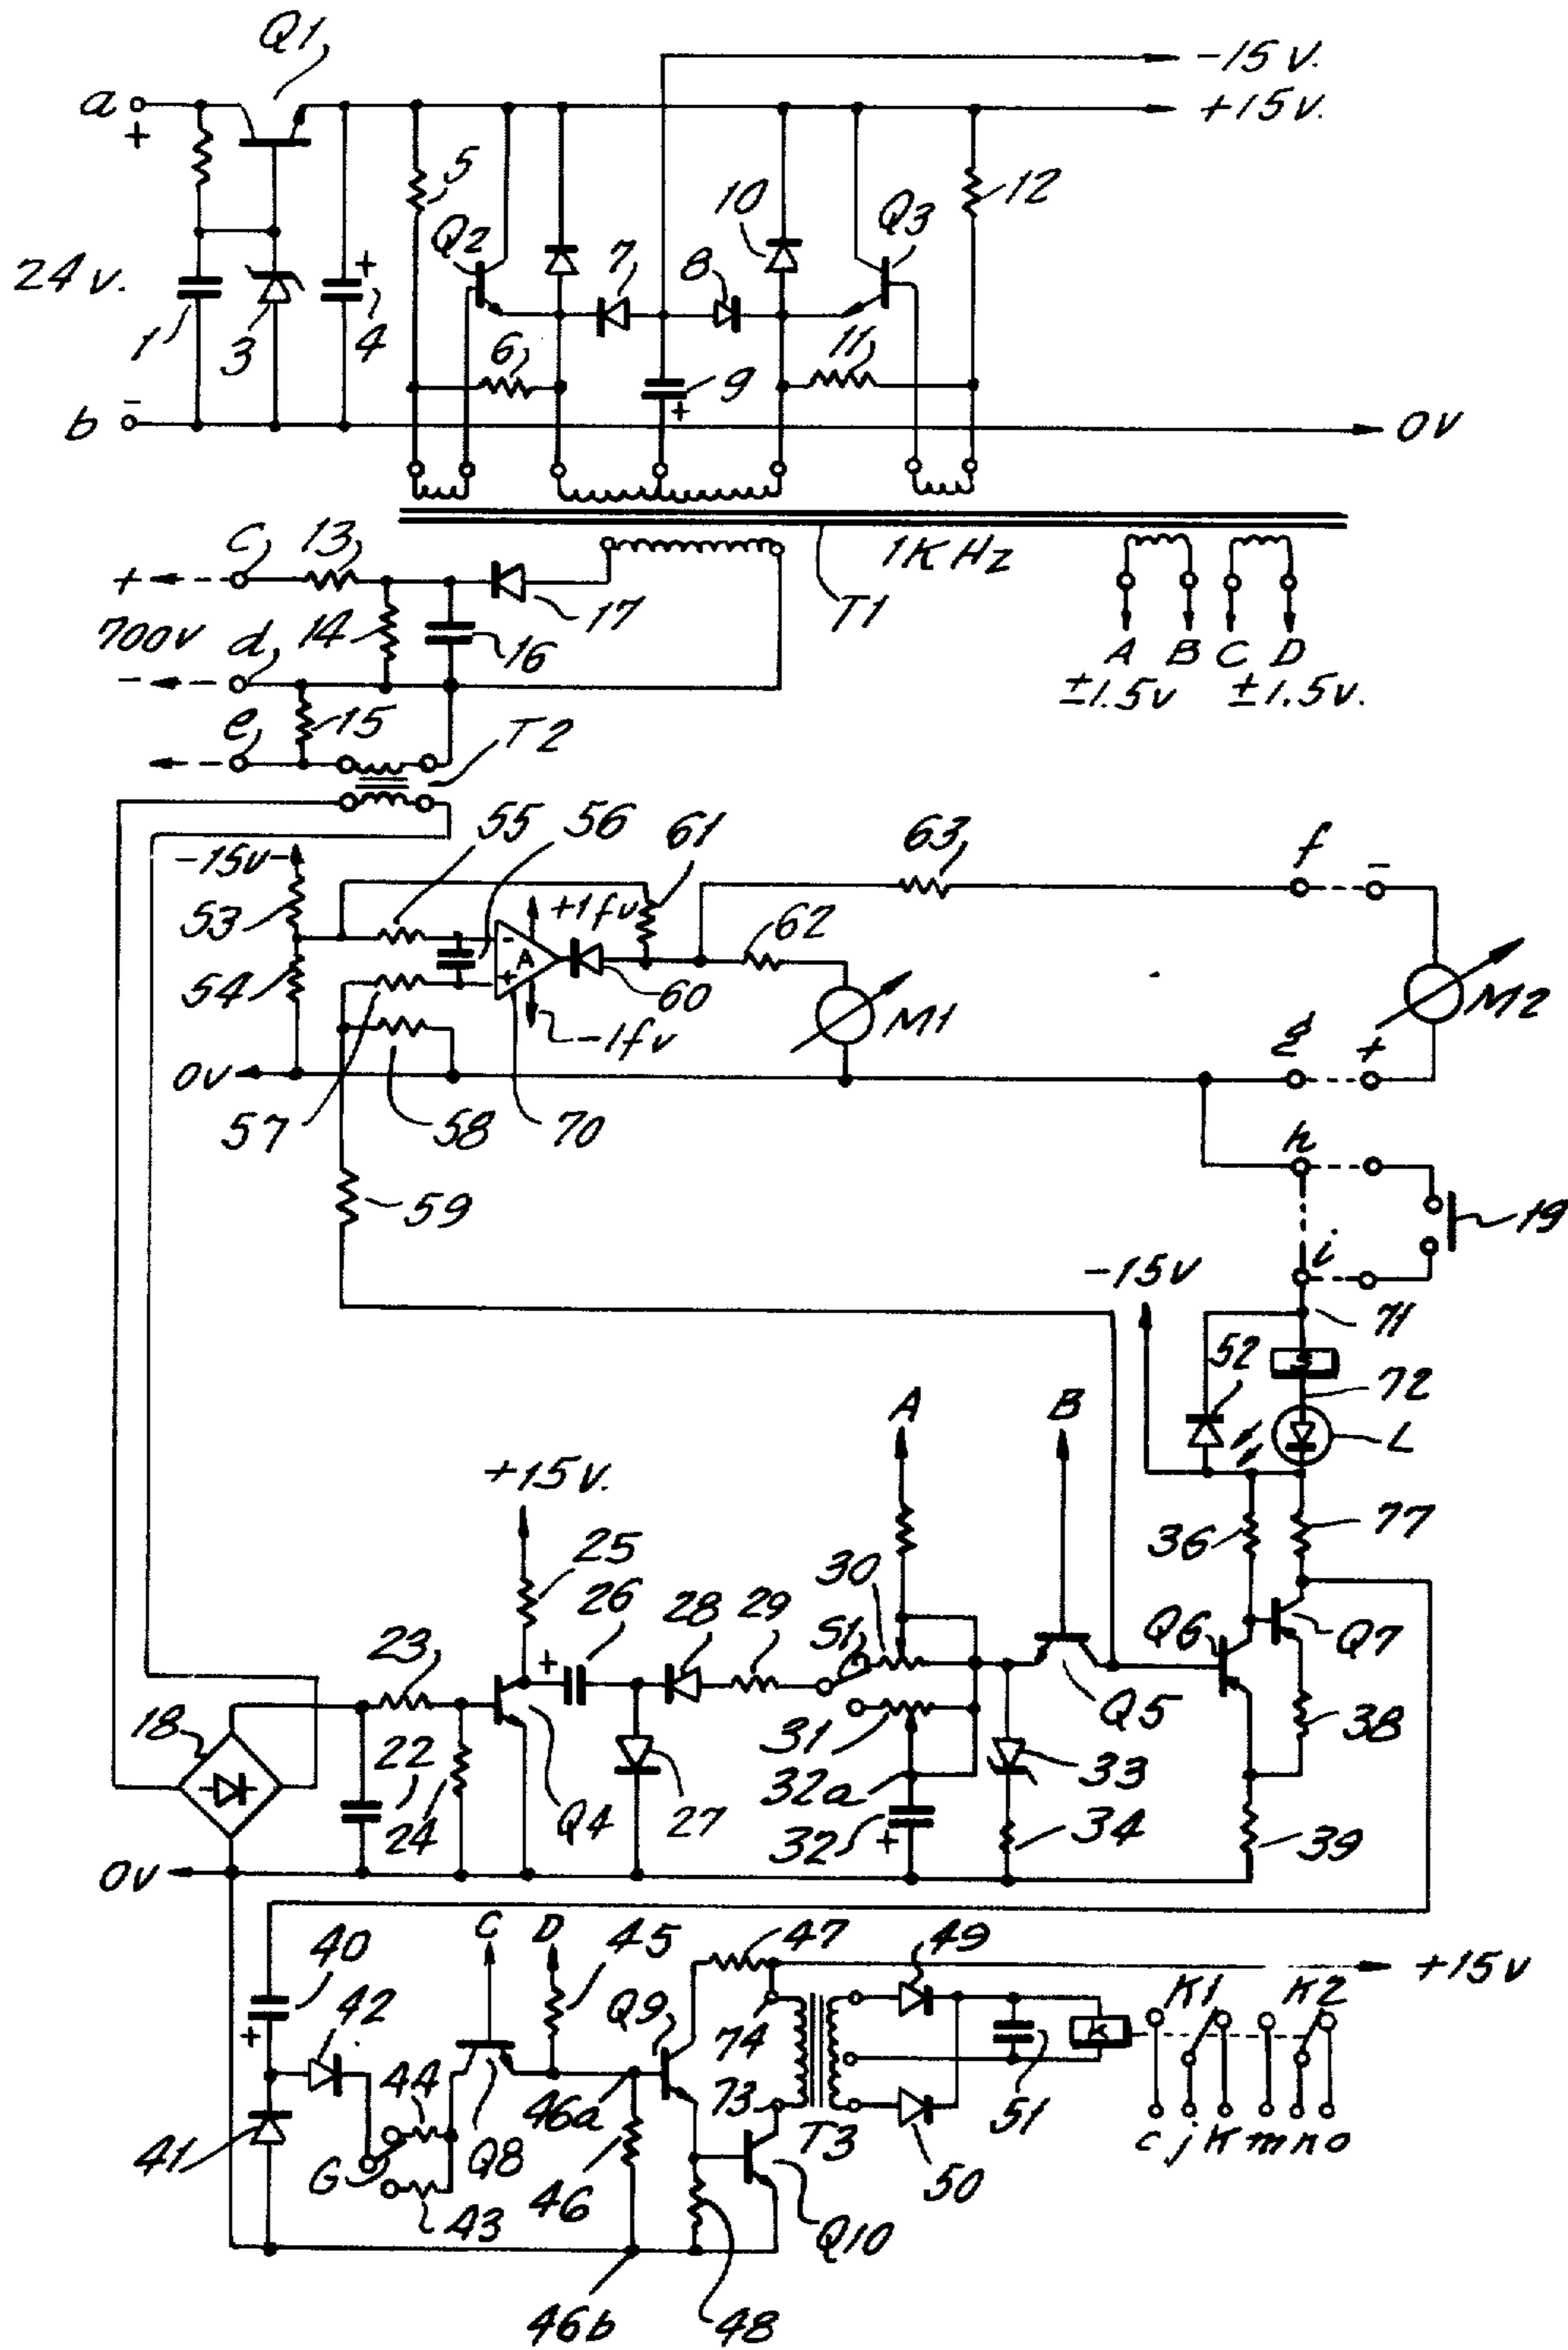 Q1
-15 v.
a
+15v.
+
5
10
Q3
12
Q2
7
8
24 v.
+
1
3
4
6
11
9
+
-
b
0v
c
13
1KHz
+
T1
17
700v
d
14
16
A B C D
-
±1.5v ±1.5v.
e
15
T2
55
56
61
63
f
-
-15v
+1fv
53
62
-
A
54
+
60
M1
M2
-1fv
g
+
0v
57
58
70
h
59
19
i
-15v
71
52
72
A
B
L
+15v.
36
77
25
30
26
28
29
S1
Q6
Q7
23
+
Q5
18
31
38
22
33
32a
24
Q4
27
32
+
34
39
0v
C
D
45
47
49
40
+15v
42
Q9
K1
K2
+
74
K
44
46a
73
51
41
T3
c j k m n o
G
Q8
46
50
43
Q10
46b
48